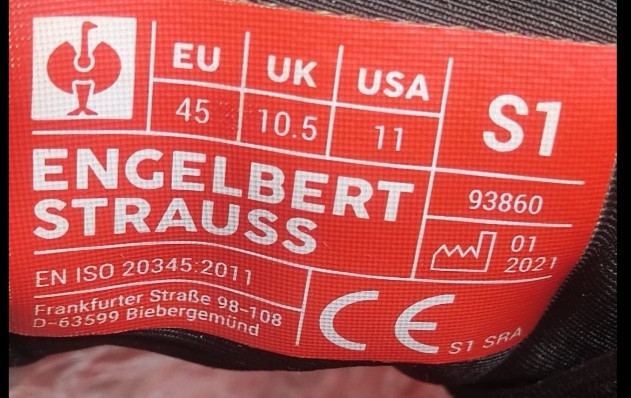 EU UK USA S1
45 10.5 11
ENGELBERT
STRAUSS
93860
01
2021
EN ISO 20345:2011
Frankfurter Straße 98-108
D-63599 Biebergemünd
CE S1 SRA